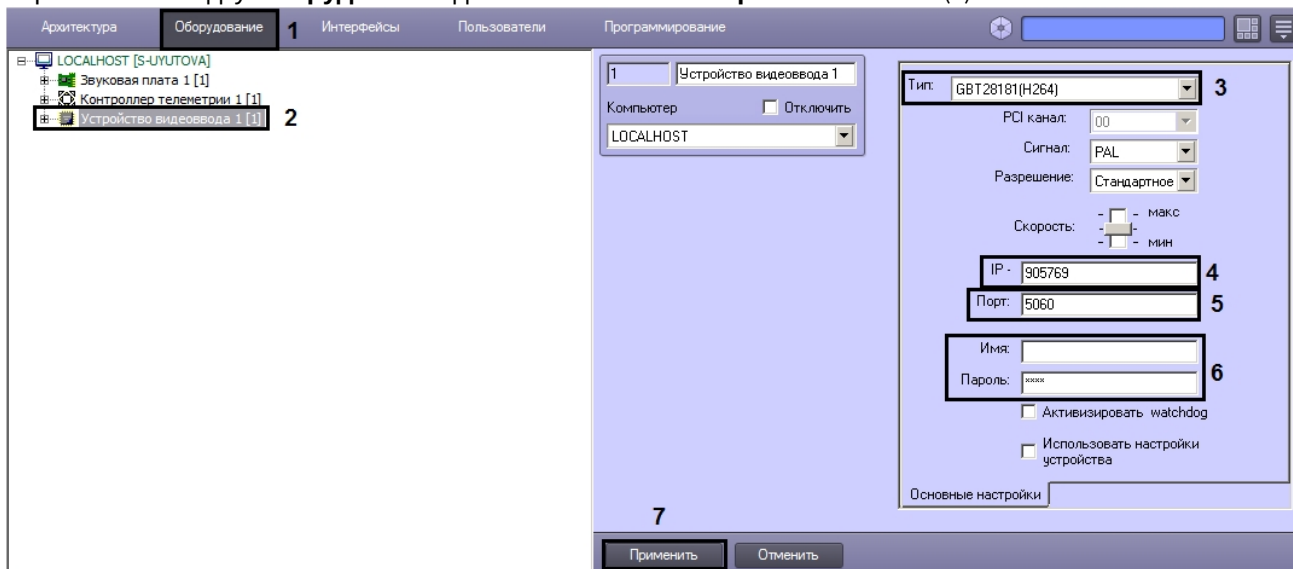 Архитектура Оборудование 1 Интерфейсы Пользователи Программирование
LOCALHOST [S-UYUTOVA]
Звуковая плата 1 [1]
Контроллер телеметрии 1 [1]
Устройство видеоввода 1 [1] 2
1 Устройство видеоввода 1
Компьютер Отключить
LOCALHOST
Тип: GBT28181(H264) 3
PCI канал: 00
Сигнал: PAL
Разрешение: Стандартное
Скорость: - - макс
- -
- - мин
IP - 905769 4
Порт: 5060 5
Имя:
Пароль: **** 6
Активизировать watchdog
Использовать настройки
устройства
Основные настройки
7
Применить Отменить